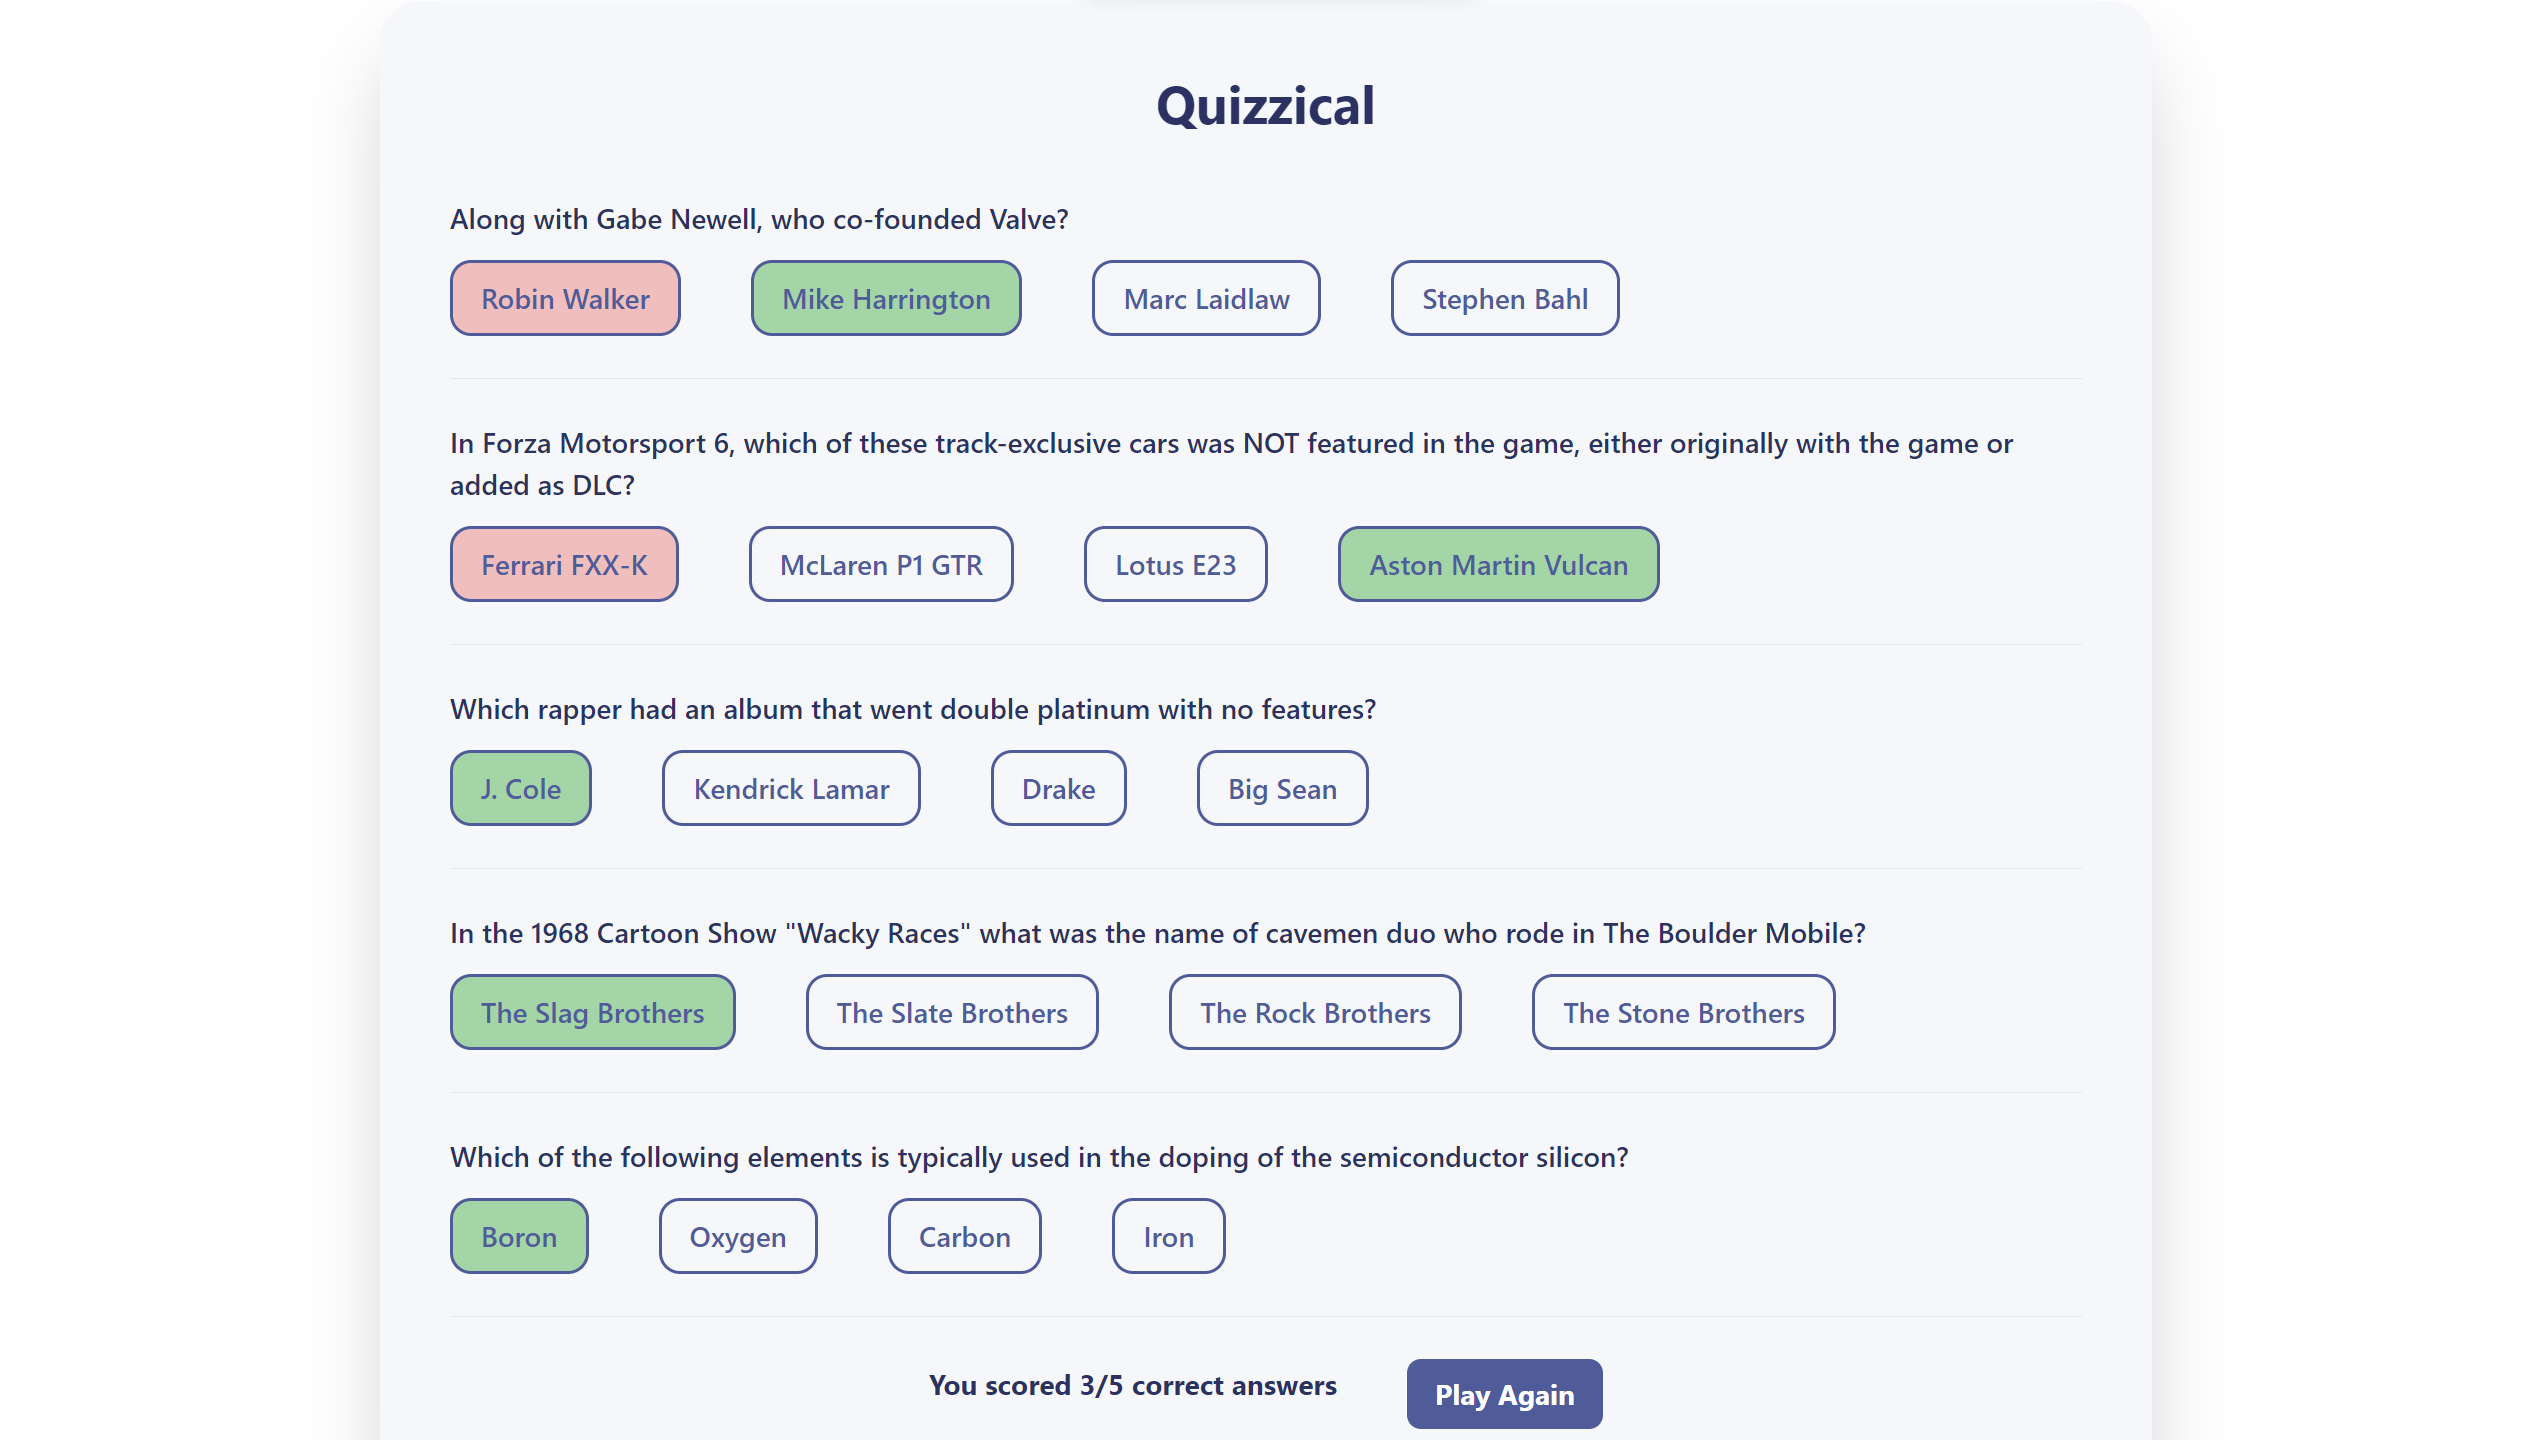 Quizzical
Along with Gabe Newell, who co-founded Valve?
Robin Walker Mike Harrington Marc Laidlaw Stephen Bahl
In Forza Motorsport 6, which of these track-exclusive cars was NOT featured in the game, either originally with the game or
added as DLC?
Ferrari FXX-K McLaren P1 GTR Lotus E23 Aston Martin Vulcan
Which rapper had an album that went double platinum with no features?
J. Cole Kendrick Lamar Drake Big Sean
In the 1968 Cartoon Show "Wacky Races" what was the name of cavemen duo who rode in The Boulder Mobile?
The Slag Brothers The Slate Brothers The Rock Brothers The Stone Brothers
Which of the following elements is typically used in the doping of the semiconductor silicon?
Boron Oxygen Carbon Iron
You scored 3/5 correct answers Play Again